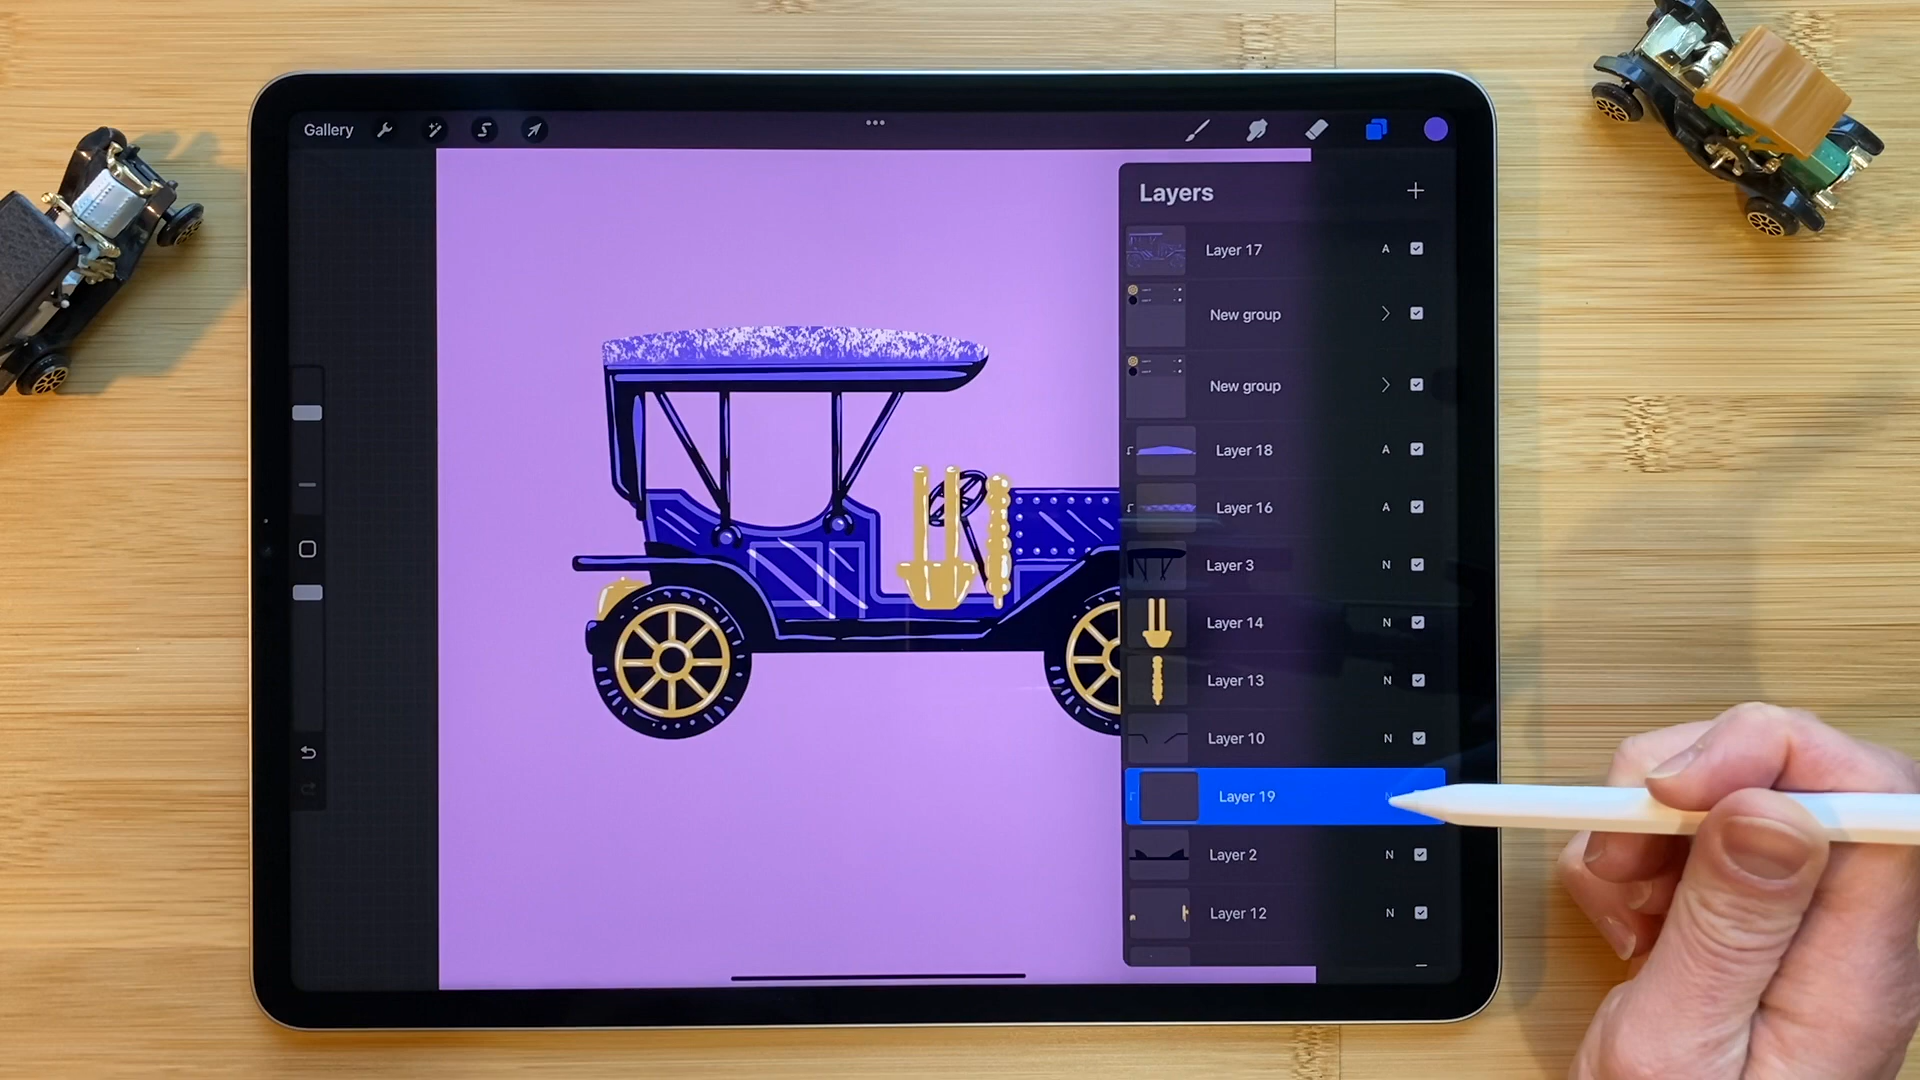 Gallery
Layers
Layer 17 A
New group
New group
Layer 18 A
Layer 16 A
Layer 3 N
Layer 14 N
Layer 13 N
Layer 10 N
Layer 19 N
Layer 2 N
Layer 12 N